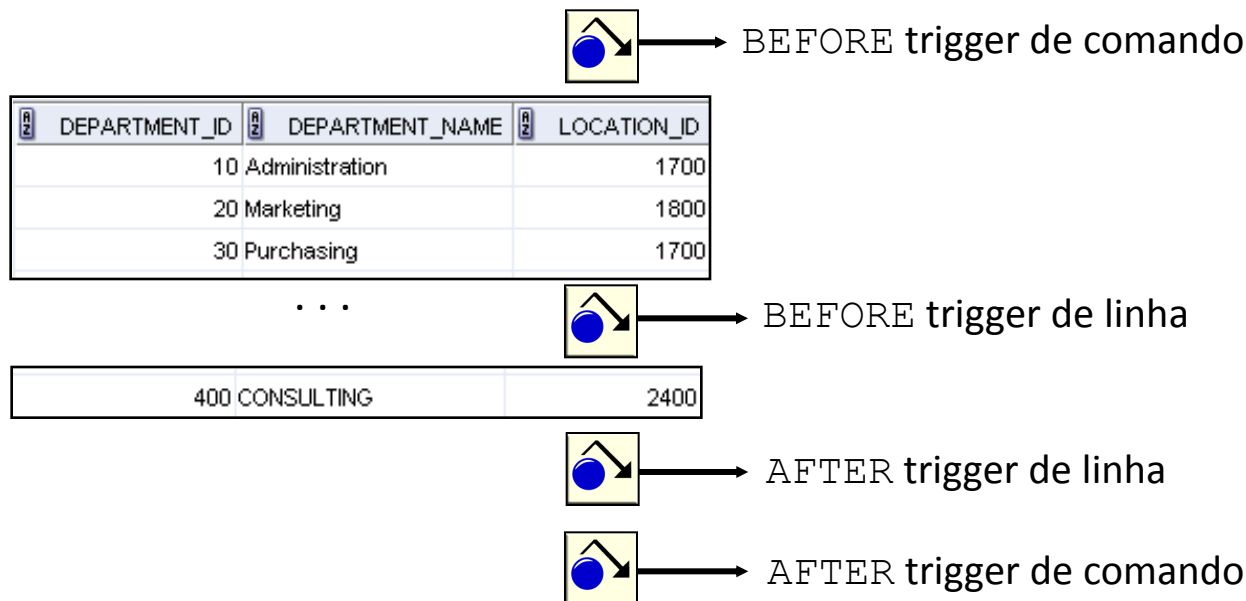 BEFORE trigger de comando
DEPARTMENT_ID DEPARTMENT_NAME LOCATION_ID
10 Administration 1700
20 Marketing 1800
30 Purchasing 1700
...
BEFORE trigger de linha
400 CONSULTING 2400
AFTER trigger de linha
AFTER trigger de comando